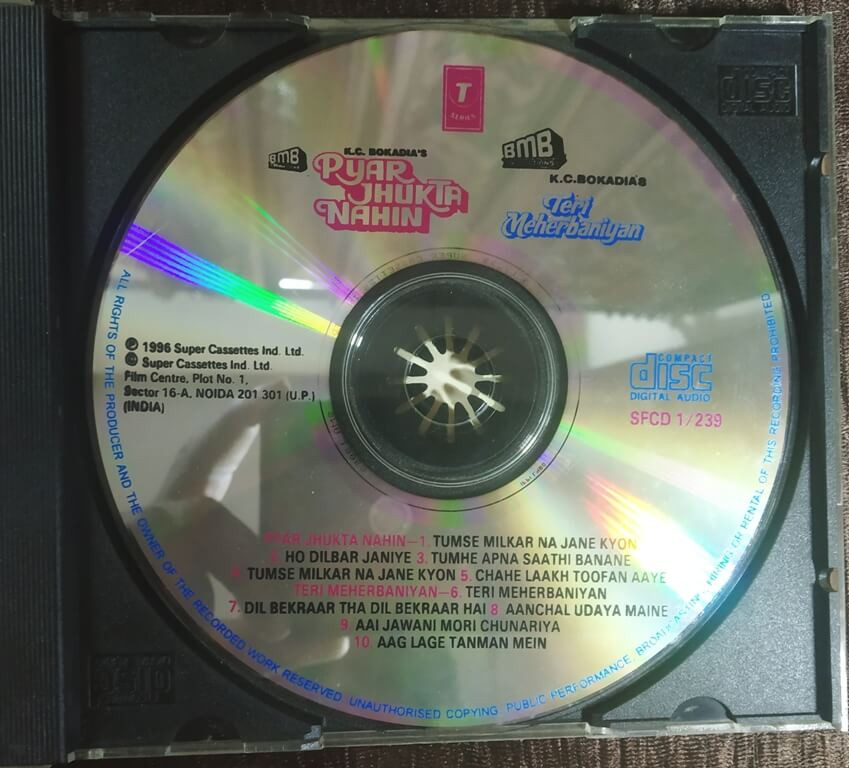 T
SERIES
BMB
K.C. BOKADIA'S
PYAR
JHUKTA
NAHIN
BMB
K.C.BOKADIA'S
Teri
Meherbaniyan
disc
℗ 1996 Super Cassettes Ind. Ltd.
© Super Cassettes Ind. Ltd.
Film Centre, Plot No. 1,
Sector 16-A, NOIDA 201 301 (U.P.)
(INDIA)
COMPACT
disc
DIGITAL AUDIO
SFCD 1/239
PYAR JHUKTA NAHIN—1. TUMSE MILKAR NA JANE KYON
2. HO DILBAR JANIYE 3. TUMHE APNA SAATHI BANANE
4. TUMSE MILKAR NA JANE KYON 5. CHAHE LAAKH TOOFAN AAYE
TERI MEHERBANIYAN—6. TERI MEHERBANIYAN
7. DIL BEKRAAR THA DIL BEKRAAR HAI 8 AANCHAL UDAYA MAINE
9. AAI JAWANI MORI CHUNARIYA
10. AAG LAGE TANMAN MEIN
ALL RIGHTS OF THE PRODUCER AND THE OWNER OF THE RECORDED WORK RESERVED. UNAUTHORISED COPYING, PUBLIC PERFORMANCE, BROADCASTING, HIRING OR RENTAL OF THIS RECORDING PROHIBITED